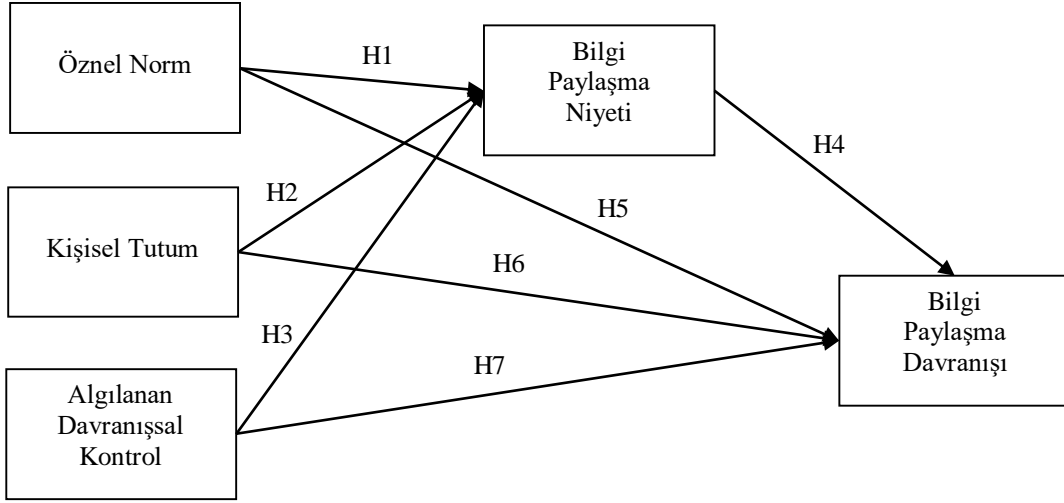 Öznel Norm
H1
Bilgi
Paylaşma
Niyeti
H4
H2
H5
Kişisel Tutum
H6
H3
Bilgi
Paylaşma
Davranışı
H7
Algılanan
Davranışsal
Kontrol